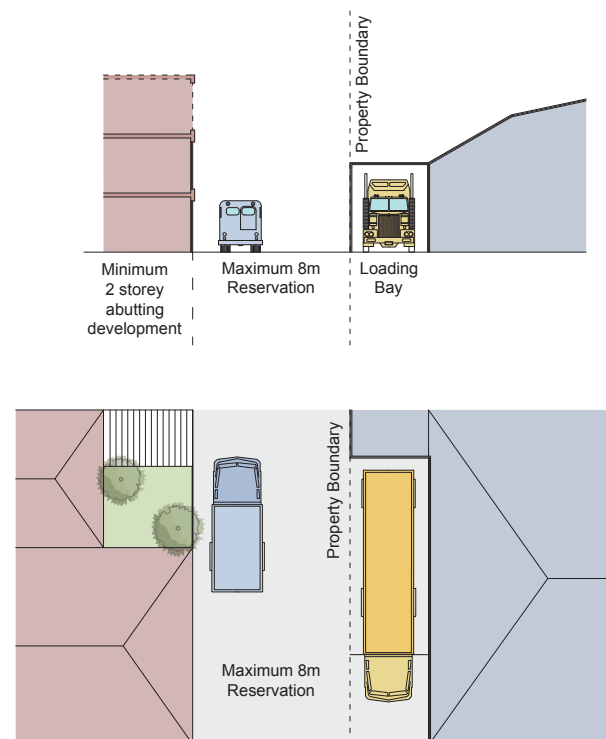 Property Boundary
Minimum
2 storey
abutting
development
Maximum 8m
Reservation
Loading
Bay
Property Boundary
Maximum 8m
Reservation